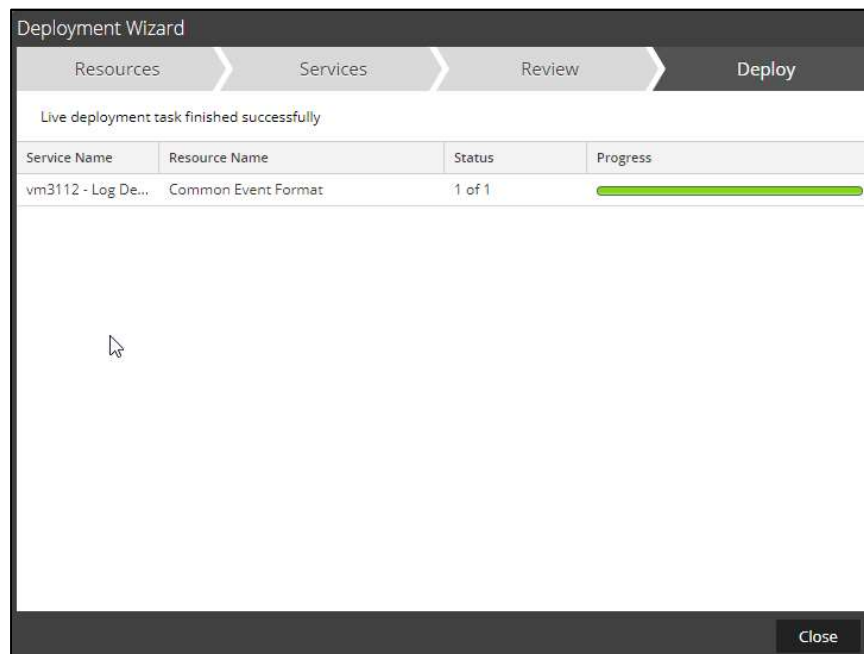 Deployment Wizard
Resources Services Review Deploy
Live deployment task finished successfully
Service Name Resource Name Status Progress
vm3112 - Log De... Common Event Format 1 of 1
Close